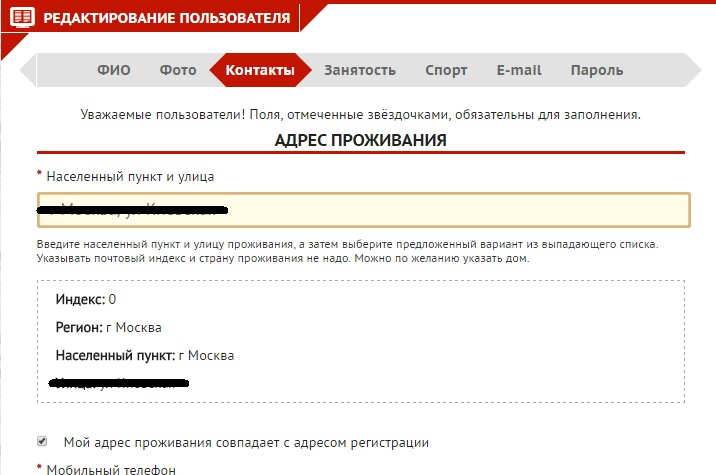 РЕДАКТИРОВАНИЕ ПОЛЬЗОВАТЕЛЯ
ФИО Фото Контакты Занятость Спорт E-mail Пароль
Уважаемые пользователи! Поля, отмеченные звёздочками, обязательны для заполнения.
АДРЕС ПРОЖИВАНИЯ
* Населенный пункт и улица
Введите населенный пункт и улицу проживания, а затем выберите предложенный вариант из выпадающего списка.
Указывать почтовый индекс и страну проживания не надо. Можно по желанию указать дом.
Индекс: 0
Регион: г Москва
Населенный пункт: г Москва
Мой адрес проживания совпадает с адресом регистрации
* Мобильный телефон